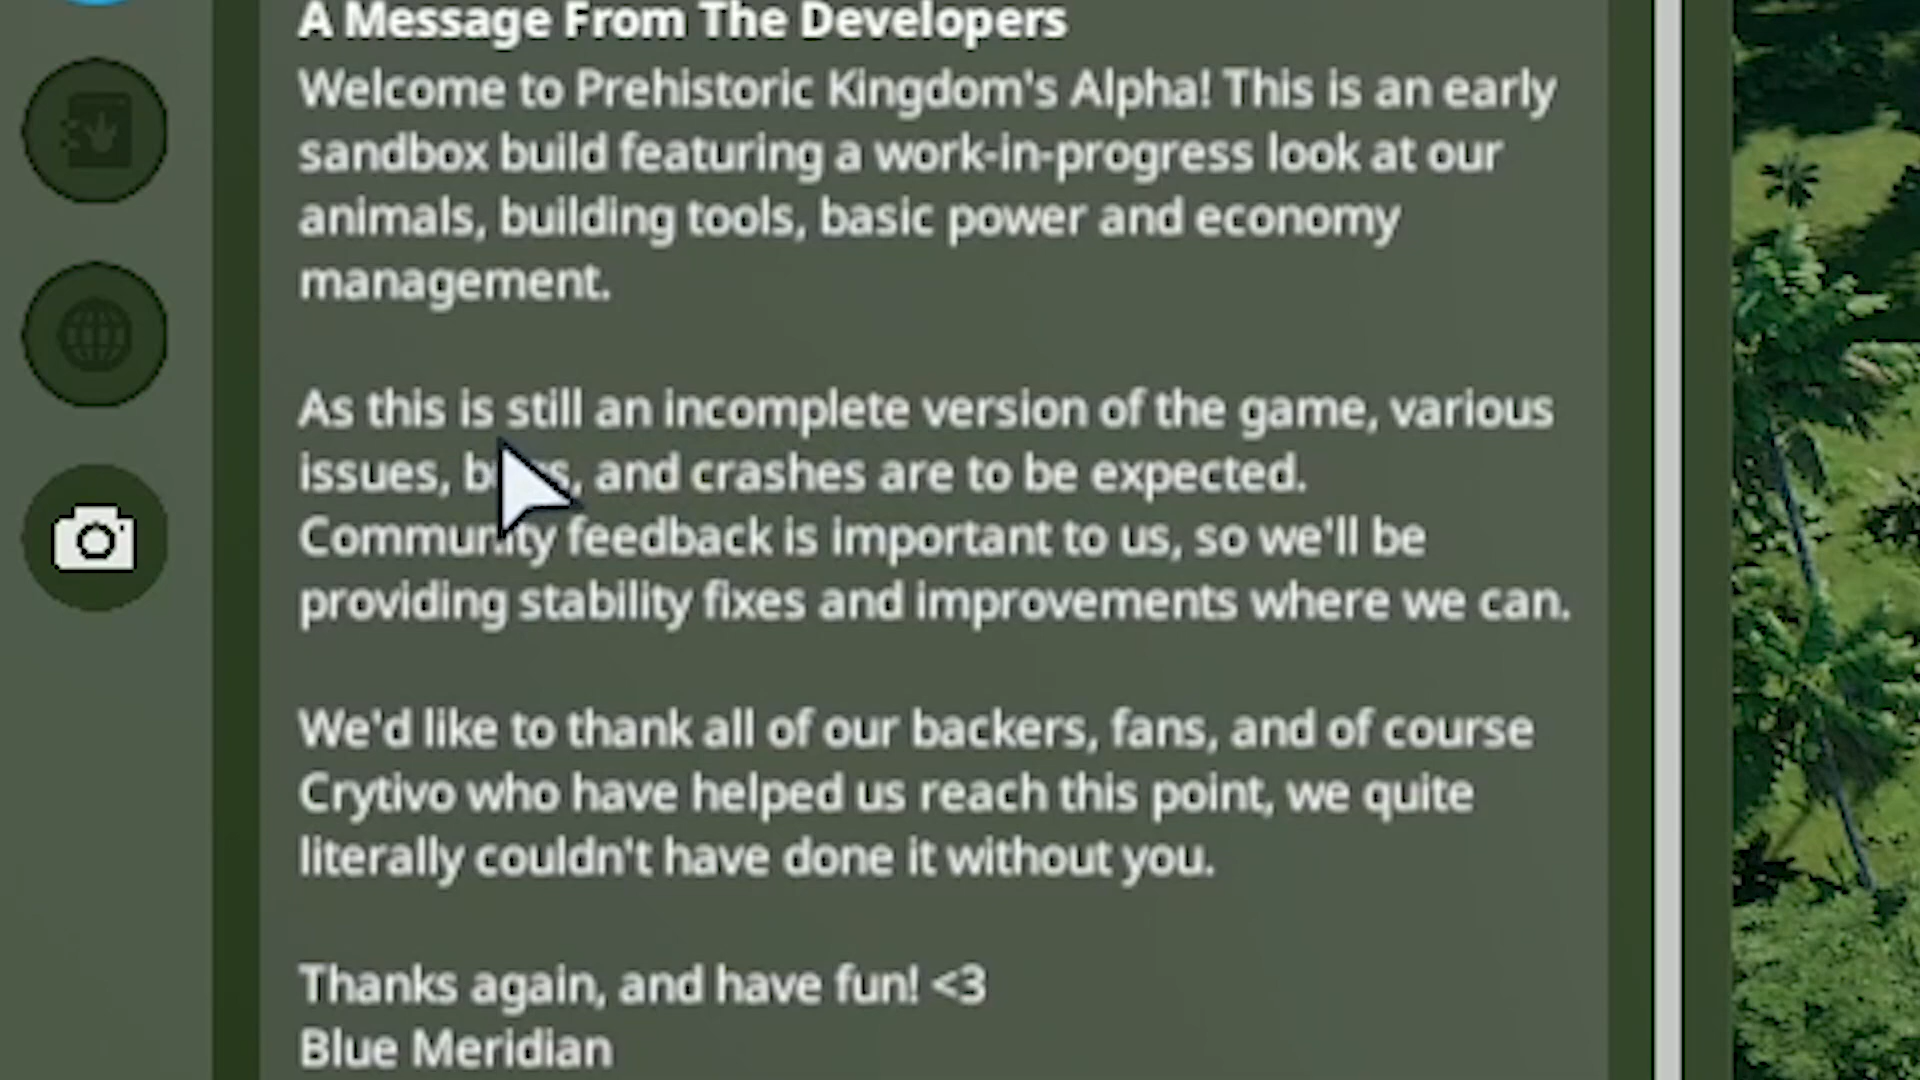 A Message From The Developers
Welcome to Prehistoric Kingdom's Alpha! This is an early
sandbox build featuring a work-in-progress look at our
animals, building tools, basic power and economy
management.
As this is still an incomplete version of the game, various
issues, and crashes are to be expected.
Community feedback is important to us, so we'll be
providing stability fixes and improvements where we can.
We'd like to thank all of our backers, fans, and of course
Crytivo who have helped us reach this point, we quite
literally couldn't have done it without you.
Thanks again, and have fun! <3
Blue Meridian